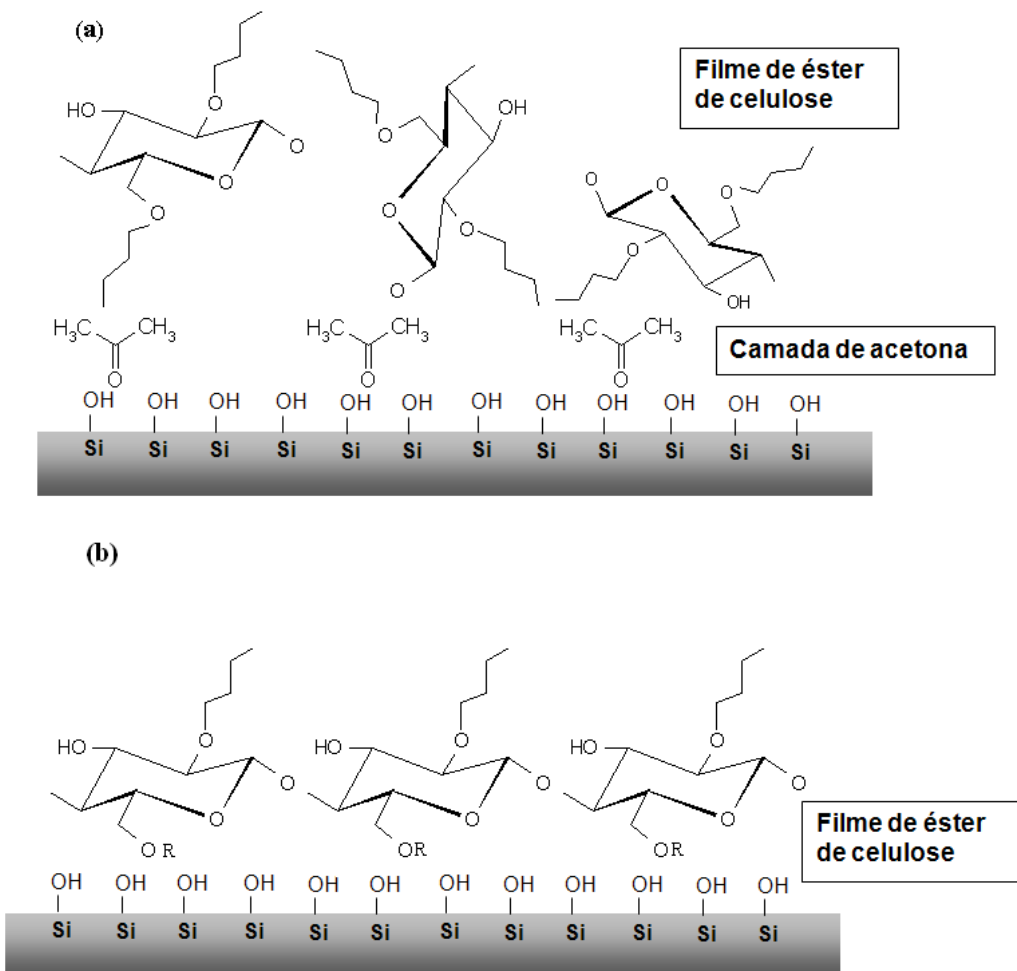 (a)
Filme de éster
de celulose
HO O O O O
O OH O O O O
O O O O OH
H₃C CH₃ O H₃C CH₃ O H₃C CH₃ O
Camada de acetona
OH OH OH OH OH OH OH OH OH OH OH OH
Si Si Si Si Si Si Si Si Si Si Si Si
(b)
HO O O O OR
HO O O O OR
HO O O O OR
Filme de éster
de celulose
OH OH OH OH OH OH OH OH OH OH OH OH
Si Si Si Si Si Si Si Si Si Si Si Si